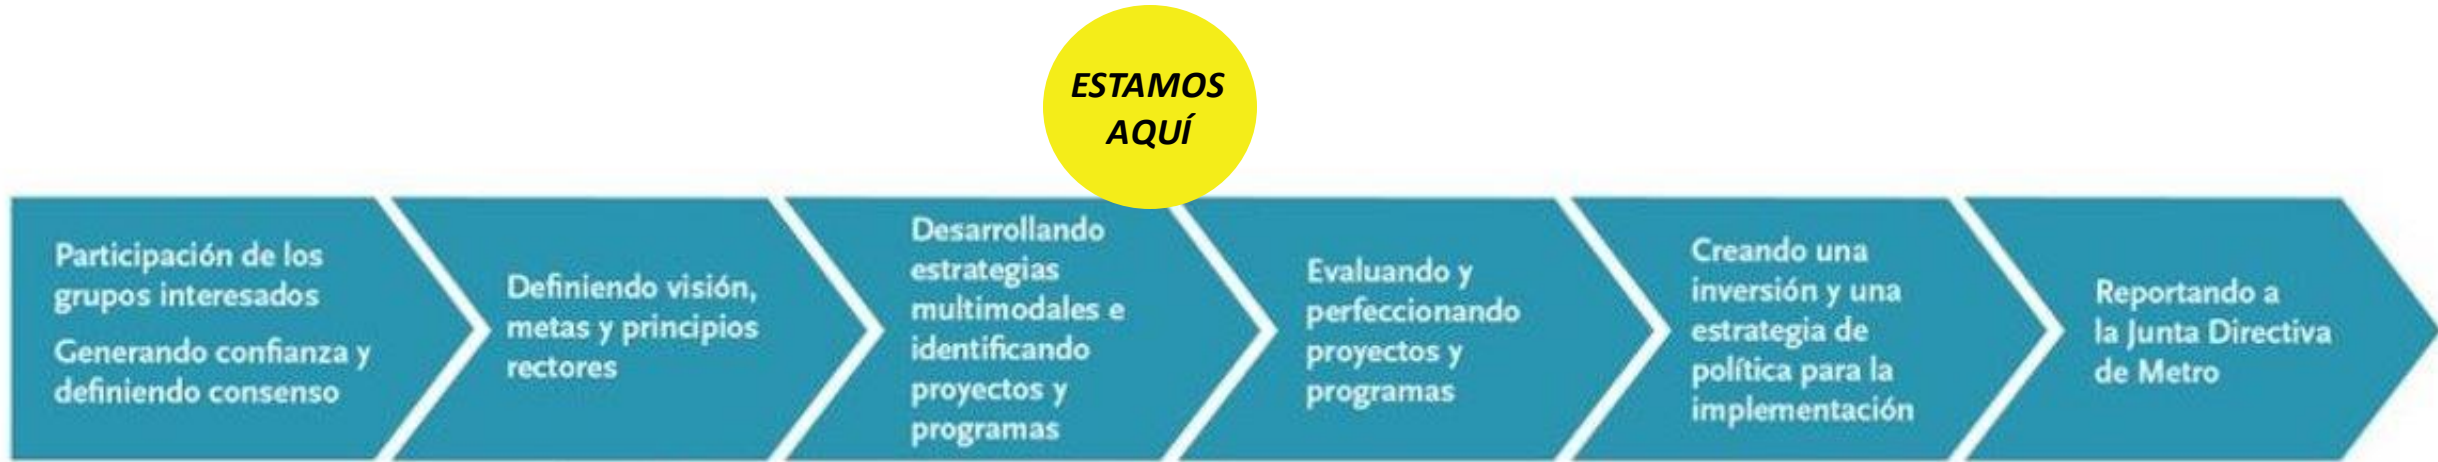 ESTAMOS
AQUÍ
Participación de los
grupos interesados
Generando confianza y
definiendo consenso
Definiendo visión,
metas y principios
rectores
Desarrollando
estrategias
multimodales e
identificando
proyectos y
programas
Evaluando y
perfeccionando
proyectos y
programas
Creando una
inversión y una
estrategia de
política para la
implementación
Reportando a
la Junta Directiva
de Metro